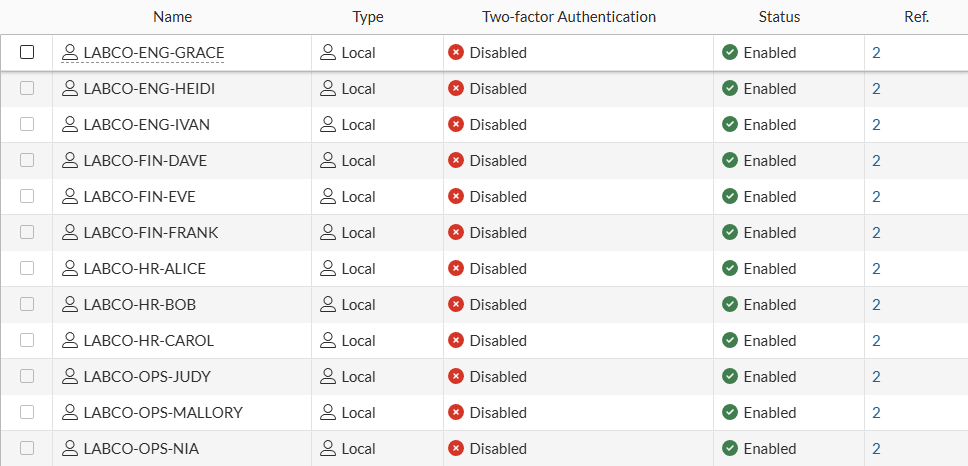 Name Type Two-factor Authentication Status Ref.
LABCO-ENG-GRACE Local Disabled Enabled 2
LABCO-ENG-HEIDI Local Disabled Enabled 2
LABCO-ENG-IVAN Local Disabled Enabled 2
LABCO-FIN-DAVE Local Disabled Enabled 2
LABCO-FIN-EVE Local Disabled Enabled 2
LABCO-FIN-FRANK Local Disabled Enabled 2
LABCO-HR-ALICE Local Disabled Enabled 2
LABCO-HR-BOB Local Disabled Enabled 2
LABCO-HR-CAROL Local Disabled Enabled 2
LABCO-OPS-JUDY Local Disabled Enabled 2
LABCO-OPS-MALLORY Local Disabled Enabled 2
LABCO-OPS-NIA Local Disabled Enabled 2